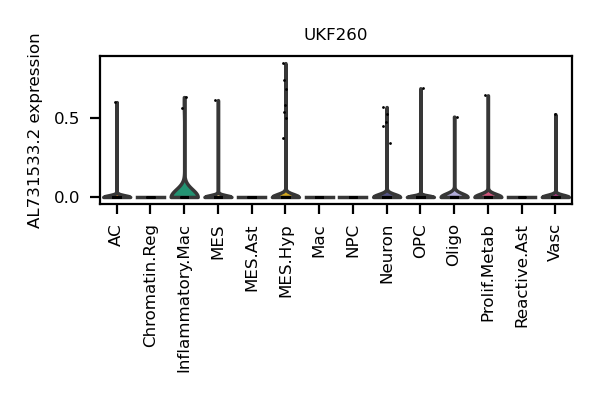 UKF260
AL731533.2 expression
0.5
0.0
AC
Chromatin.Reg
Inflammatory.Mac
MES
MES.Ast
MES.Hyp
Mac
NPC
Neuron
OPC
Oligo
Prolif.Metab
Reactive.Ast
Vasc